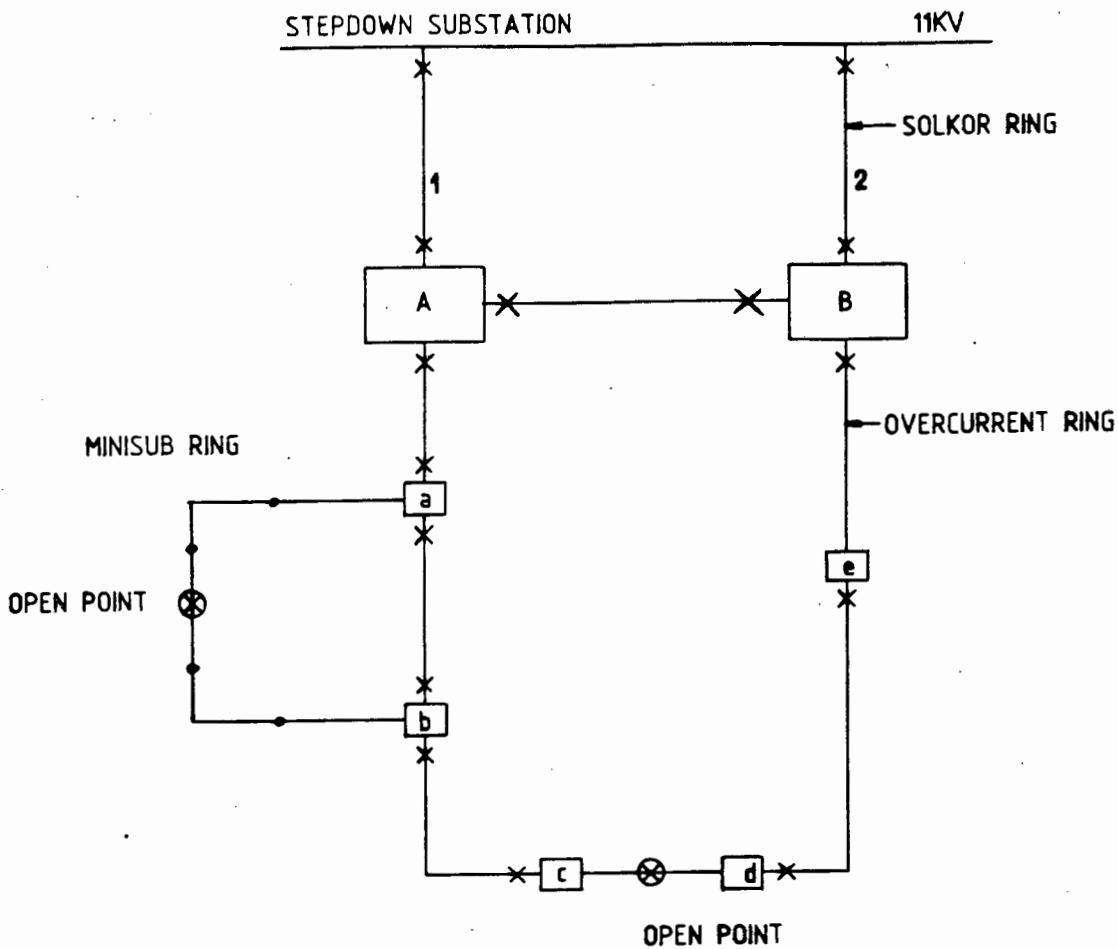 STEPDOWN SUBSTATION 11KV
SOLKOR RING
1 2
A B
OVERCURRENT RING
MINISUB RING
a
e
OPEN POINT
b
c d
OPEN POINT